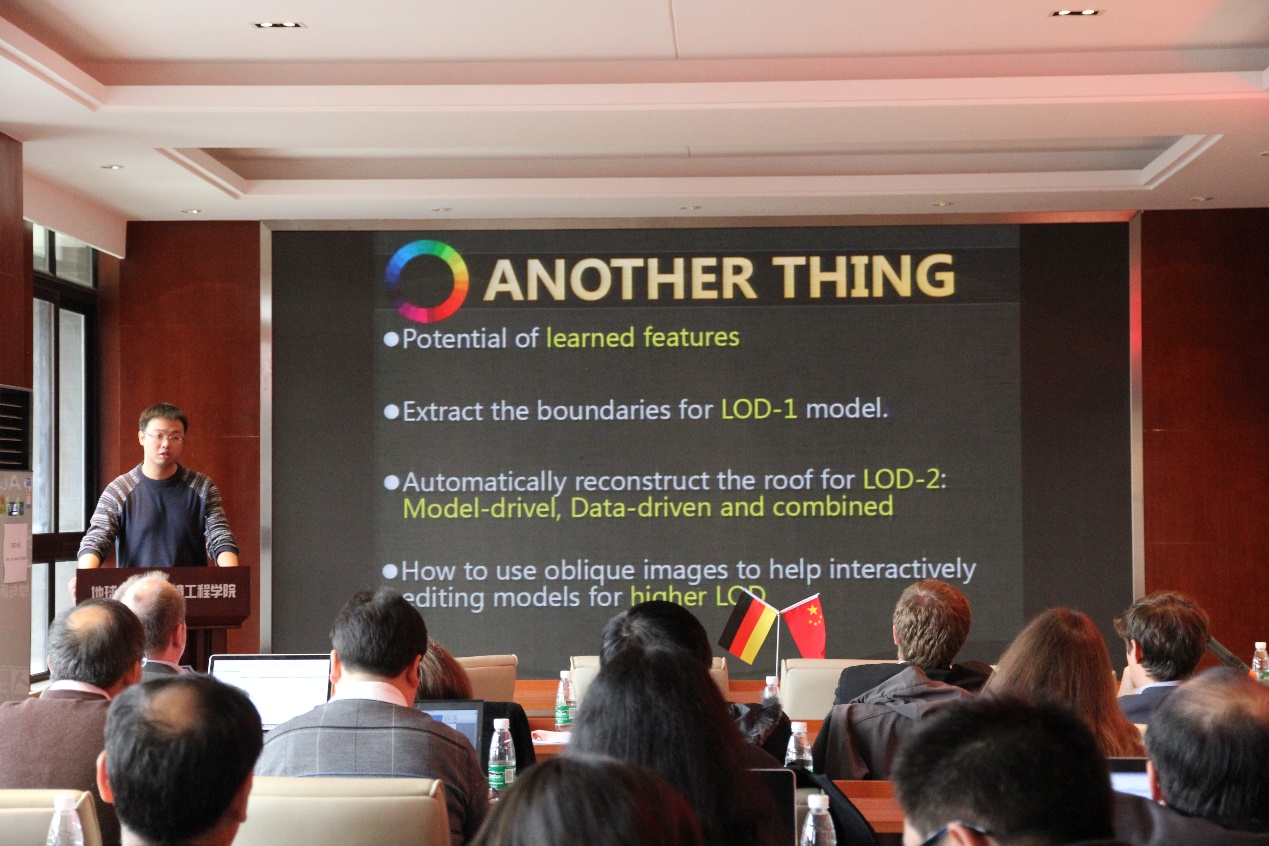 ANOTHER THING
●Potential of learned features
●Extract the boundaries for LOD-1 model.
●Automatically reconstruct the roof for LOD-2:
Model-drivel, Data-driven and combined
●How to use oblique images to help interactively
editing models for higher LOD
地球 境工程学院